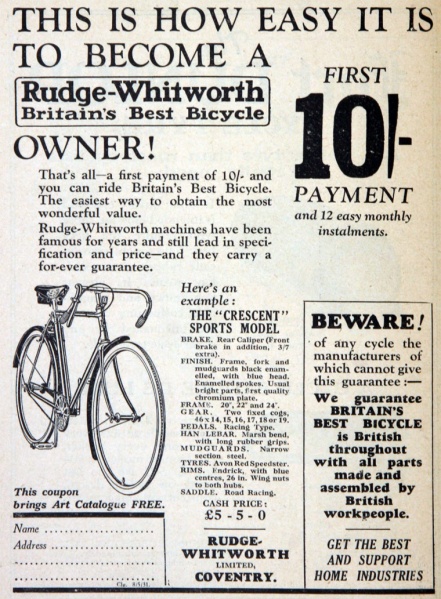 THIS IS HOW EASY IT IS
TO BECOME A
Rudge-Whitworth
Britain's Best Bicycle
OWNER!
FIRST
10/-
PAYMENT
and 12 easy monthly
instalments.
That's all—a first payment of 10/- and
you can ride Britain's Best Bicycle.
The easiest way to obtain the most
wonderful value.
Rudge-Whitworth machines have been
famous for years and still lead in speci-
fication and price—and they carry a
for-ever guarantee.
Here's an
example:
THE "CRESCENT"
SPORTS MODEL
BRAKE. Rear Caliper (Front
brake in addition, 3/7
extra).
FINISH. Frame, fork and
mudguards black enam-
elled, with blue head.
Enamelled spokes. Usual
bright parts, first quality
chromium plate.
FRAME. 20", 22" and 24".
GEAR. Two fixed cogs,
46 x 14, 15, 16, 17, 18 or 19.
PEDALS. Racing Type.
HAN LEBAR. Marsh bend,
with long rubber grips.
MUDGUARDS. Narrow
section steel.
TYRES. Avon Red Speedster.
RIMS. Endrick, with blue
centres, 26 in. Wing nuts
to both hubs.
SADDLE. Road Racing.
CASH PRICE:
£5 - 5 - 0
RUDGE-
WHITWORTH
LIMITED,
COVENTRY.
BEWARE!
of any cycle the
manufacturers of
which cannot give
this guarantee :—
We guarantee
BRITAIN'S
BEST BICYCLE
is British
throughout
with all parts
made and
assembled by
British
workpeople.
GET THE BEST
AND SUPPORT
HOME INDUSTRIES
This coupon
brings Art Catalogue FREE.
Name
Address